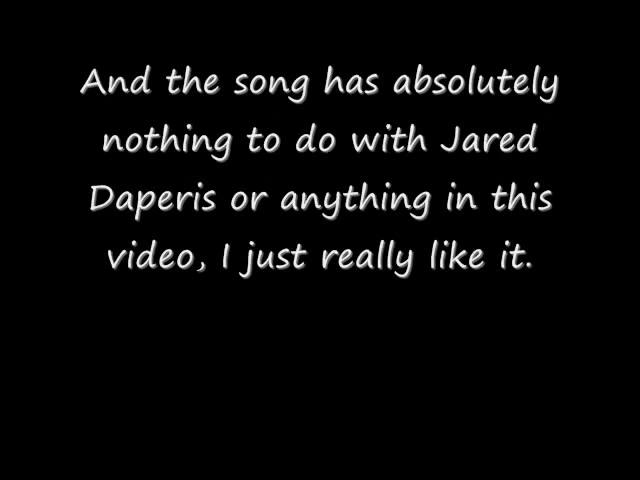 And the song has absolutely
nothing to do with Jared
Daperis or anything in this
video, I just really like it.